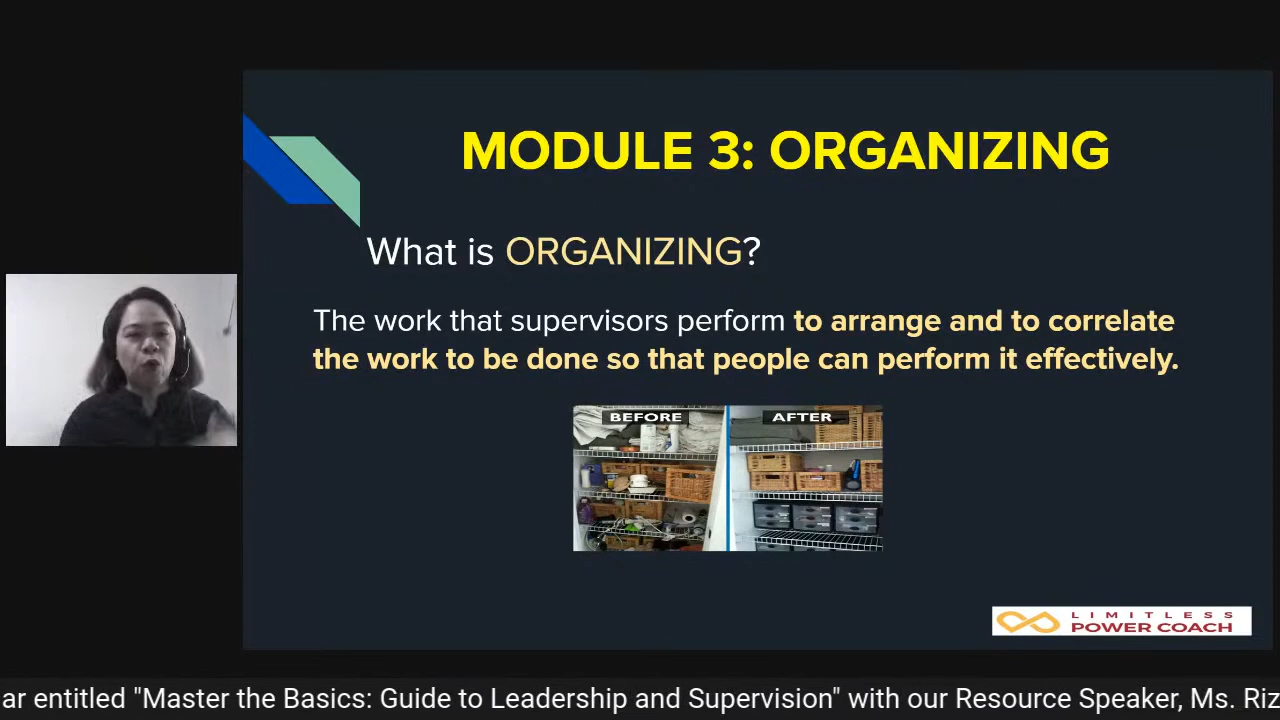 MODULE 3: ORGANIZING
What is ORGANIZING?
The work that supervisors perform to arrange and to correlate
the work to be done so that people can perform it effectively.
BEFORE
AFTER
LIMITLESS
POWER COACH
ar entitled "Master the Basics: Guide to Leadership and Supervision" with our Resource Speaker, Ms. Riz